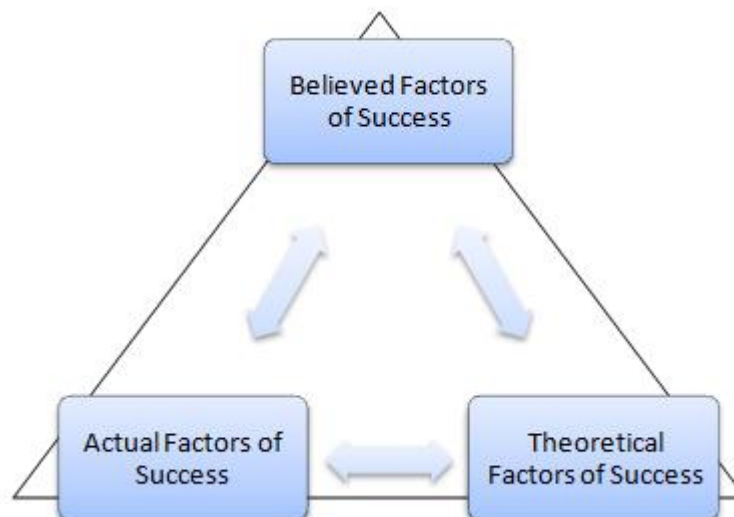 Believed Factors
of Success
Actual Factors of
Success
Theoretical
Factors of Success